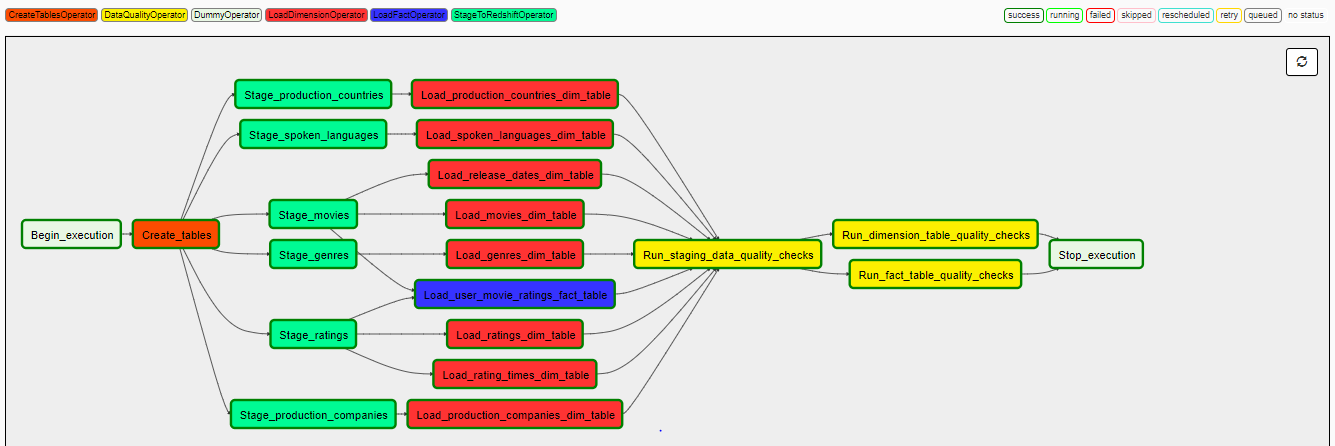 CreateTablesOperator DataQualityOperator DummyOperator LoadDimensionOperator LoadFactOperator StageToRedshiftOperator success running failed skipped rescheduled retry queued no status
Stage_production_countries Load_production_countries_dim_table
Stage_spoken_languages Load_spoken_languages_dim_table
Load_release_dates_dim_table
Stage_movies Load_movies_dim_table
Begin_execution Create_tables Run_dimension_table_quality_checks
Stage_genres Load_genres_dim_table Run_staging_data_quality_checks Stop_execution
Run_fact_table_quality_checks
Load_user_movie_ratings_fact_table
Stage_ratings Load_ratings_dim_table
Load_rating_times_dim_table
Stage_production_companies Load_production_companies_dim_table